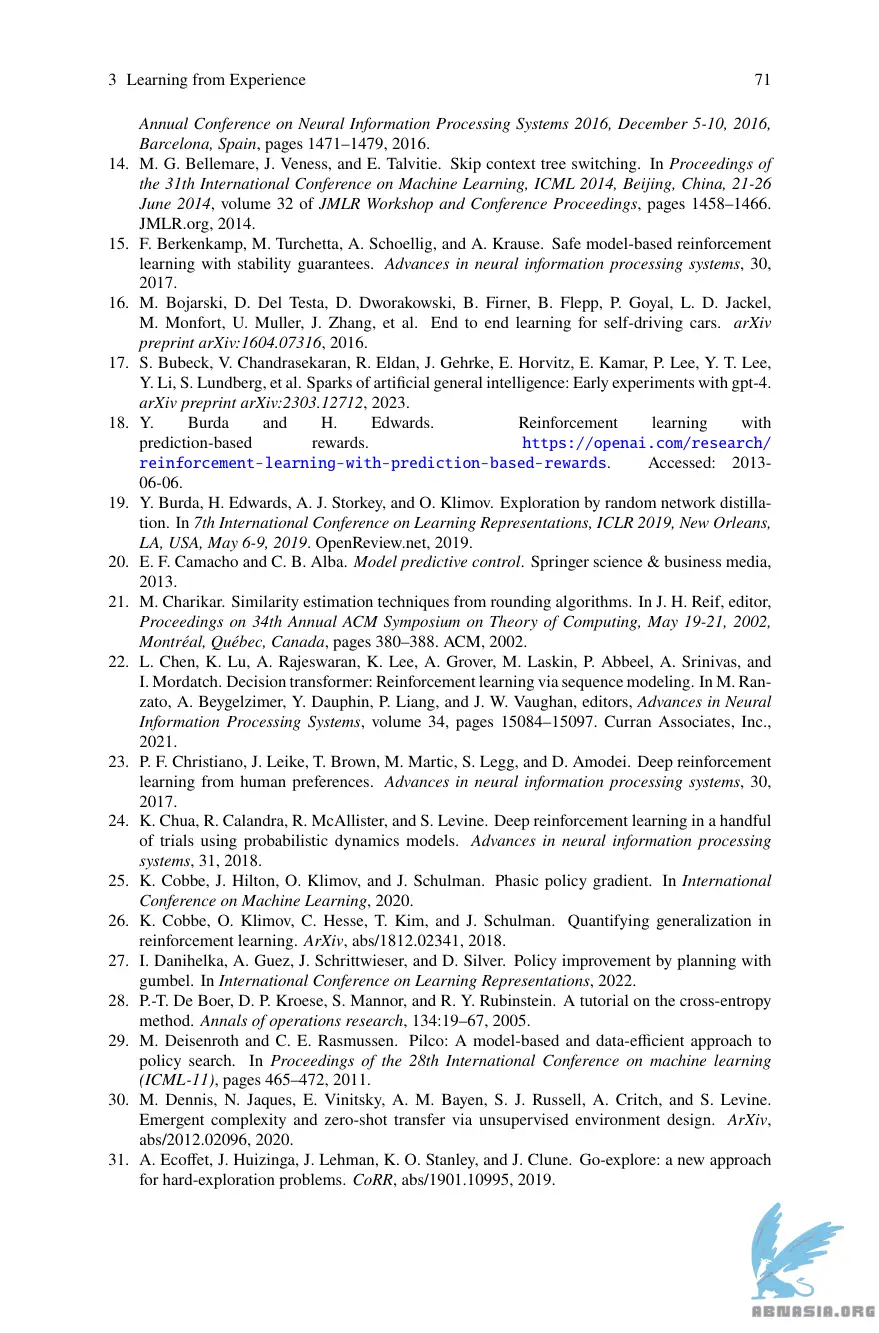 3 Learning from Experience 71
Annual Conference on Neural Information Processing Systems 2016, December 5-10, 2016,
Barcelona, Spain, pages 1471–1479, 2016.
14. M. G. Bellemare, J. Veness, and E. Talvitie. Skip context tree switching. In Proceedings of
the 31th International Conference on Machine Learning, ICML 2014, Beijing, China, 21-26
June 2014, volume 32 of JMLR Workshop and Conference Proceedings, pages 1458–1466.
JMLR.org, 2014.
15. F. Berkenkamp, M. Turchetta, A. Schoellig, and A. Krause. Safe model-based reinforcement
learning with stability guarantees. Advances in neural information processing systems, 30,
2017.
16. M. Bojarski, D. Del Testa, D. Dworakowski, B. Firner, B. Flepp, P. Goyal, L. D. Jackel,
M. Monfort, U. Muller, J. Zhang, et al. End to end learning for self-driving cars. arXiv
preprint arXiv:1604.07316, 2016.
17. S. Bubeck, V. Chandrasekaran, R. Eldan, J. Gehrke, E. Horvitz, E. Kamar, P. Lee, Y. T. Lee,
Y. Li, S. Lundberg, et al. Sparks of artificial general intelligence: Early experiments with gpt-4.
arXiv preprint arXiv:2303.12712, 2023.
18. Y. Burda and H. Edwards. Reinforcement learning with
prediction-based rewards. https://openai.com/research/
reinforcement-learning-with-prediction-based-rewards. Accessed: 2013-
06-06.
19. Y. Burda, H. Edwards, A. J. Storkey, and O. Klimov. Exploration by random network distilla-
tion. In 7th International Conference on Learning Representations, ICLR 2019, New Orleans,
LA, USA, May 6-9, 2019. OpenReview.net, 2019.
20. E. F. Camacho and C. B. Alba. Model predictive control. Springer science & business media,
2013.
21. M. Charikar. Similarity estimation techniques from rounding algorithms. In J. H. Reif, editor,
Proceedings on 34th Annual ACM Symposium on Theory of Computing, May 19-21, 2002,
Montréal, Québec, Canada, pages 380–388. ACM, 2002.
22. L. Chen, K. Lu, A. Rajeswaran, K. Lee, A. Grover, M. Laskin, P. Abbeel, A. Srinivas, and
I. Mordatch. Decision transformer: Reinforcement learning via sequence modeling. In M. Ran-
zato, A. Beygelzimer, Y. Dauphin, P. Liang, and J. W. Vaughan, editors, Advances in Neural
Information Processing Systems, volume 34, pages 15084–15097. Curran Associates, Inc.,
2021.
23. P. F. Christiano, J. Leike, T. Brown, M. Martic, S. Legg, and D. Amodei. Deep reinforcement
learning from human preferences. Advances in neural information processing systems, 30,
2017.
24. K. Chua, R. Calandra, R. McAllister, and S. Levine. Deep reinforcement learning in a handful
of trials using probabilistic dynamics models. Advances in neural information processing
systems, 31, 2018.
25. K. Cobbe, J. Hilton, O. Klimov, and J. Schulman. Phasic policy gradient. In International
Conference on Machine Learning, 2020.
26. K. Cobbe, O. Klimov, C. Hesse, T. Kim, and J. Schulman. Quantifying generalization in
reinforcement learning. ArXiv, abs/1812.02341, 2018.
27. I. Danihelka, A. Guez, J. Schrittwieser, and D. Silver. Policy improvement by planning with
gumbel. In International Conference on Learning Representations, 2022.
28. P.-T. De Boer, D. P. Kroese, S. Mannor, and R. Y. Rubinstein. A tutorial on the cross-entropy
method. Annals of operations research, 134:19–67, 2005.
29. M. Deisenroth and C. E. Rasmussen. Pilco: A model-based and data-efficient approach to
policy search. In Proceedings of the 28th International Conference on machine learning
(ICML-11), pages 465–472, 2011.
30. M. Dennis, N. Jaques, E. Vinitsky, A. M. Bayen, S. J. Russell, A. Critch, and S. Levine.
Emergent complexity and zero-shot transfer via unsupervised environment design. ArXiv,
abs/2012.02096, 2020.
31. A. Ecoffet, J. Huizinga, J. Lehman, K. O. Stanley, and J. Clune. Go-explore: a new approach
for hard-exploration problems. CoRR, abs/1901.10995, 2019.
ABNASIA.ORG